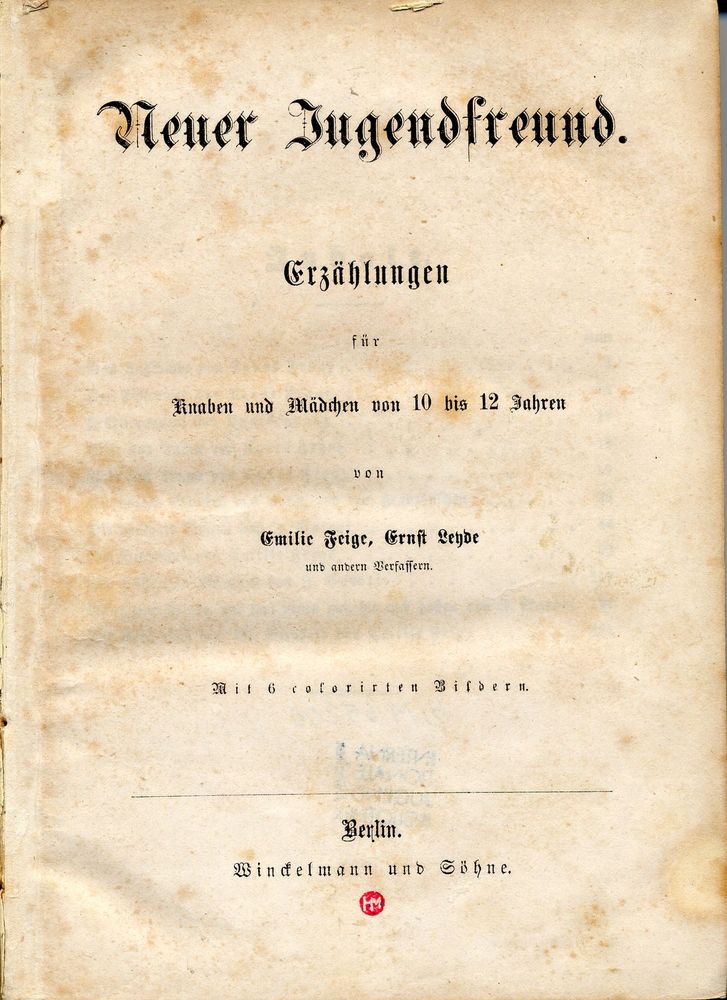 Neuer Jugendfreund.
Erzählungen
für
Knaben und Mädchen von 10 bis 12 Jahren
von
Emilie Feige, Ernst Leyde
und andern Verfassern.
Mit 6 colorirten Bildern.
Berlin.
Winckelmann und Söhne.
HM